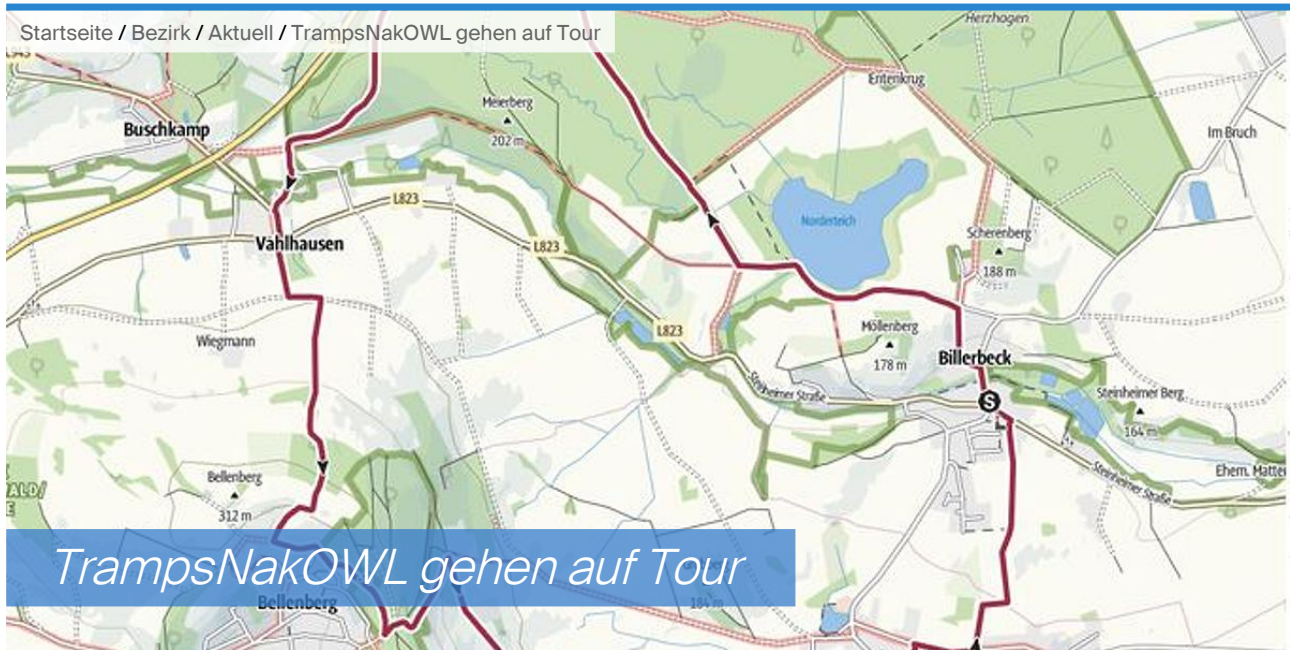 Startseite / Bezirk / Aktuell / TrampsNakOWL gehen auf Tour
Herzhagen
Entenkrug
Meierberg
202 m
Buschkamp
Im Bruch
L823
Norderteich
Vahlhausen
L823
Scherenberg
188 m
L823
Wiegmann
Möllenberg
178 m
Billerbeck
Steinheimer Straße
S
Steinheimer Berg
164 m
Steinheimer Straße
Ehem. Matte
Bellenberg
312 m
TrampsNakOWL gehen auf Tour
Bellenberg
184 m